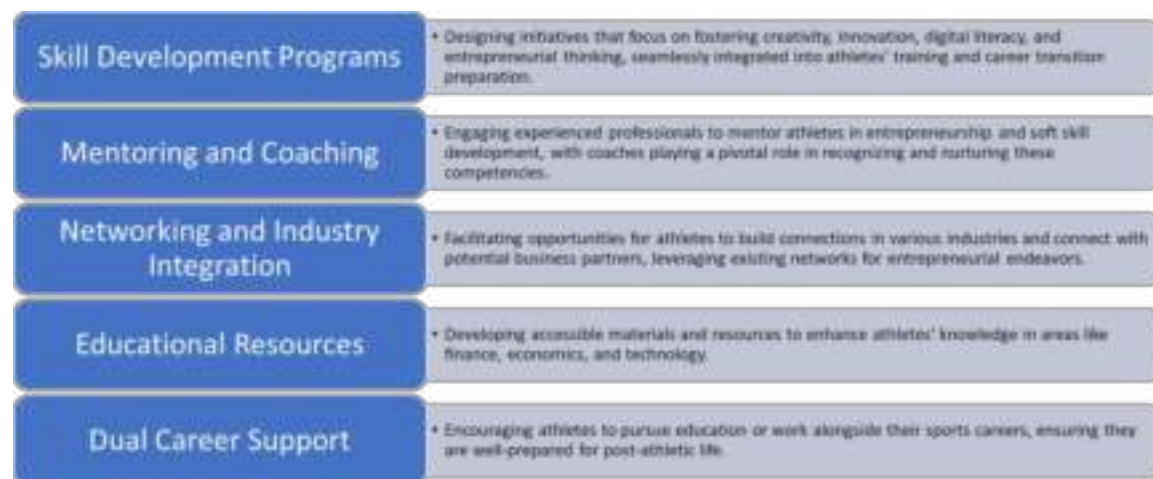 Skill Development Programs
• Designing initiatives that focus on fostering creativity, innovation, digital literacy, and
entrepreneurial thinking, seamlessly integrated into athletes' training and career transition
preparation.
Mentoring and Coaching
• Engaging experienced professionals to mentor athletes in entrepreneurship and soft skill
development, with coaches playing a pivotal role in recognizing and nurturing these
competencies.
Networking and Industry
Integration
• Facilitating opportunities for athletes to build connections in various industries and connect with
potential business partners, leveraging existing networks for entrepreneurial endeavors.
Educational Resources
• Developing accessible materials and resources to enhance athletes' knowledge in areas like
finance, economics, and technology.
Dual Career Support
• Encouraging athletes to pursue education or work alongside their sports careers, ensuring they
are well-prepared for post-athletic life.